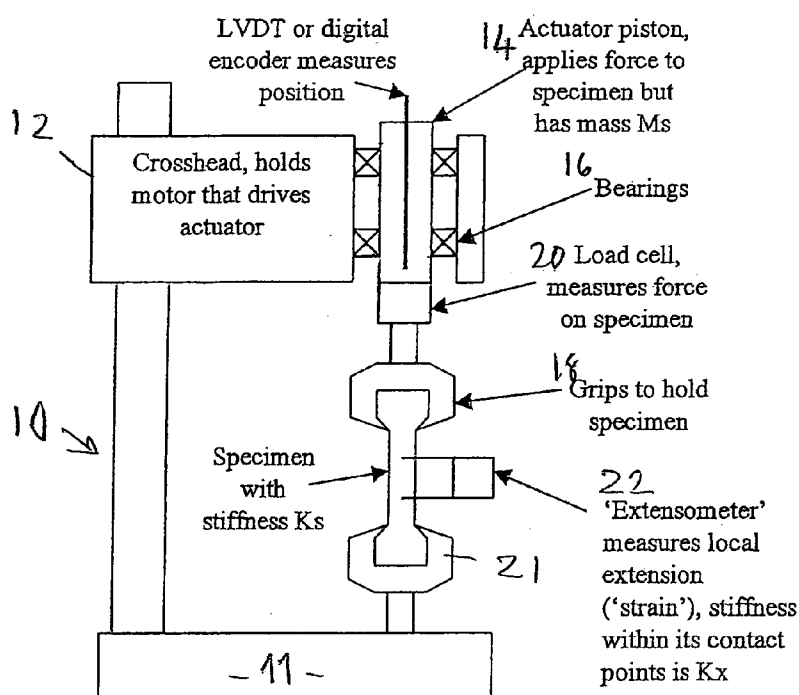 LVDT or digital
encoder measures
position
14 Actuator piston,
applies force to
specimen but
has mass Ms
12
Crosshead, holds
motor that drives
actuator
16
Bearings
20 Load cell,
measures force
on specimen
18
Grips to hold
specimen
10
Specimen
with
stiffness Ks
22
'Extensometer'
measures local
extension
('strain'), stiffness
within its contact
points is Kx
21
-11-